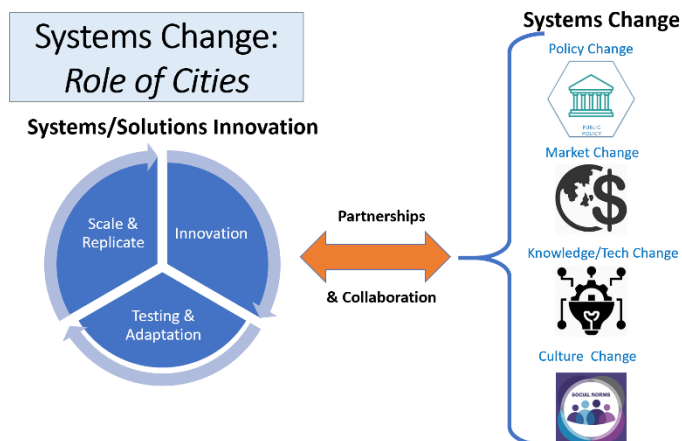 Systems Change:
Role of Cities
Systems/Solutions Innovation
Scale &
Replicate
Innovation
Testing &
Adaptation
Partnerships
& Collaboration
Systems Change
Policy Change
PUBLIC
POLICY
Market Change
$
Knowledge/Tech Change
Culture Change
SOCIAL NORMS